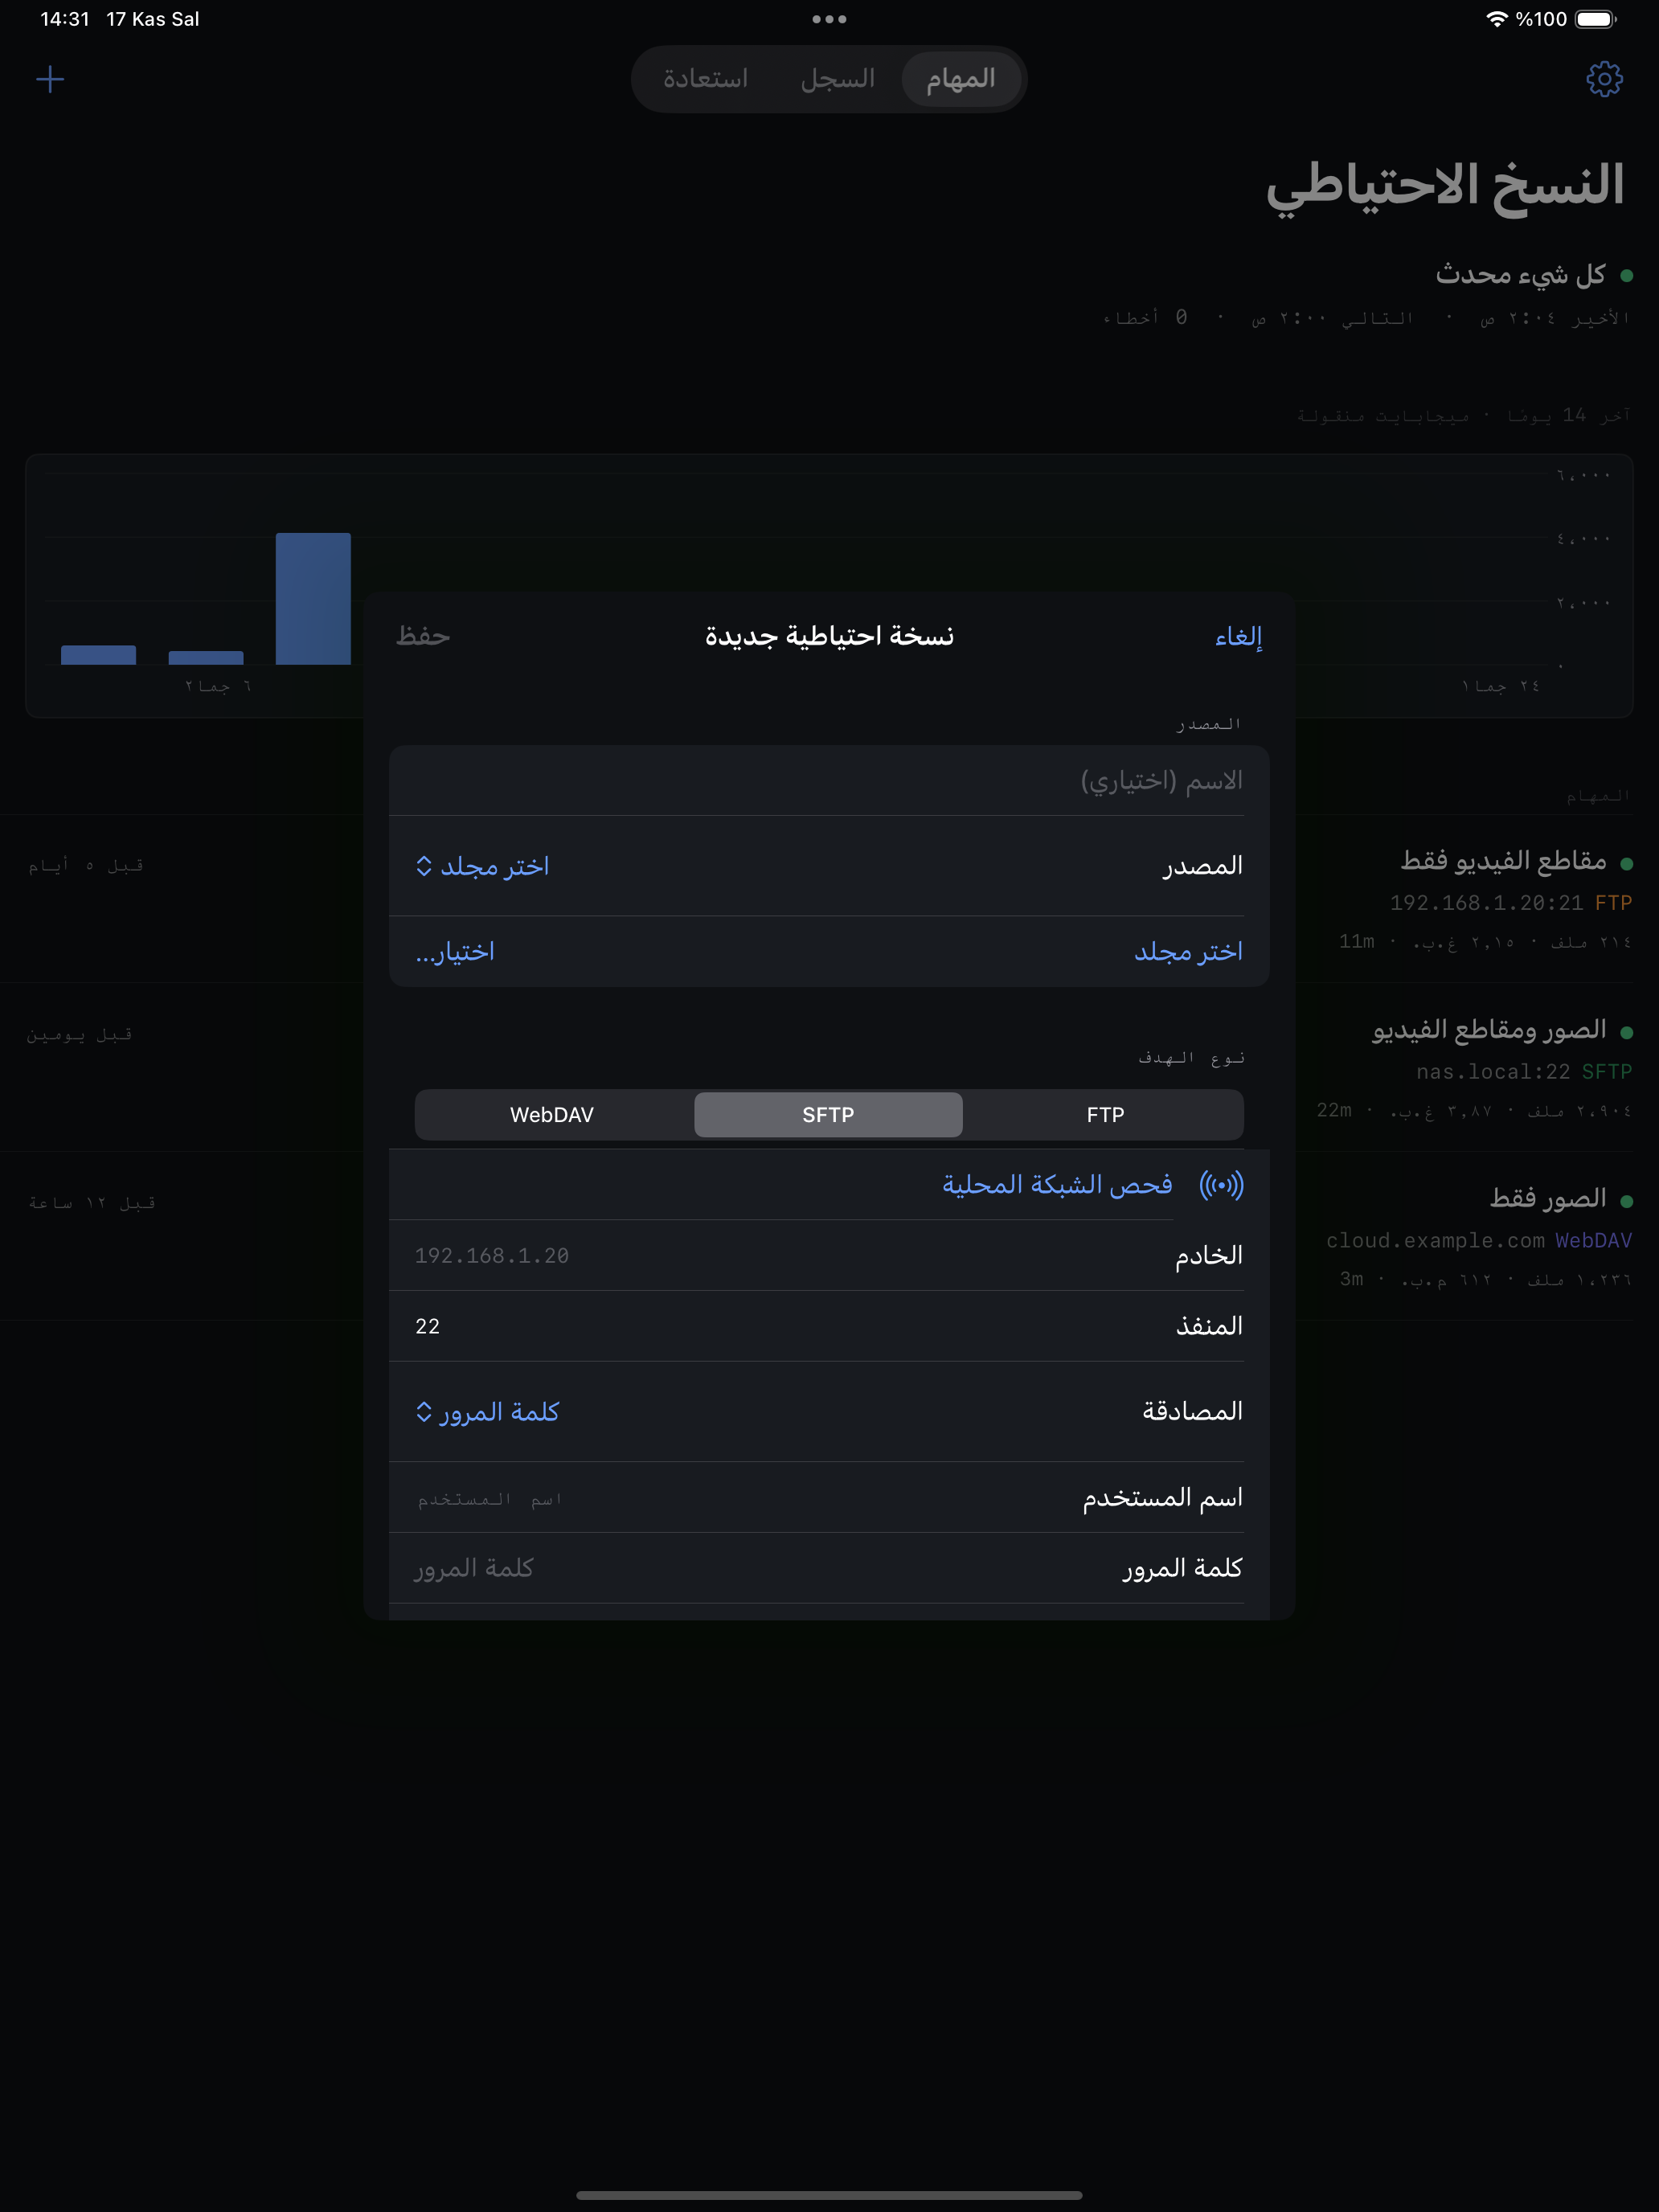 14:31 17 Kas Sal
%100
المهام السجل استعادة
النسخ الاحتياطي
كل شيء محدث
الأخير ٢:٠٤ ص · التالي ٢:٠٠ ص · 0 أخطاء
آخر 14 يومًا · ميجابايت منقولة
٦،٠٠٠
٤،٠٠٠
٢،٠٠٠
٠
٢٤ جما١
٦ جما٢
إلغاء
نسخة احتياطية جديدة
حفظ
المصدر
الاسم (اختياري)
المصدر اختر مجلد
اختر مجلد اختيار...
نوع الهدف
FTP SFTP WebDAV
فحص الشبكة المحلية
الخادم 192.168.1.20
المنفذ 22
المصادقة كلمة المرور
اسم المستخدم اسم المستخدم
كلمة المرور كلمة المرور
المهام
مقاطع الفيديو فقط
قبل ٥ أيام
FTP 192.168.1.20:21
٢١٤ ملف · ٢,١٥ غ.ب. · 11m
الصور ومقاطع الفيديو
قبل يومين
SFTP nas.local:22
٢،٩٠٤ ملف · ٣,٨٧ غ.ب. · 22m
الصور فقط
قبل ١٢ ساعة
WebDAV cloud.example.com
١،٢٣٦ ملف · ٦١٢ م.ب. · 3m